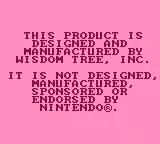 THIS PRODUCT IS
DESIGNED AND
MANUFACTURED BY
WISDOM TREE, INC.
IT IS NOT DESIGNED,
MANUFACTURED,
SPONSORED OR
ENDORSED BY
NINTENDO®.